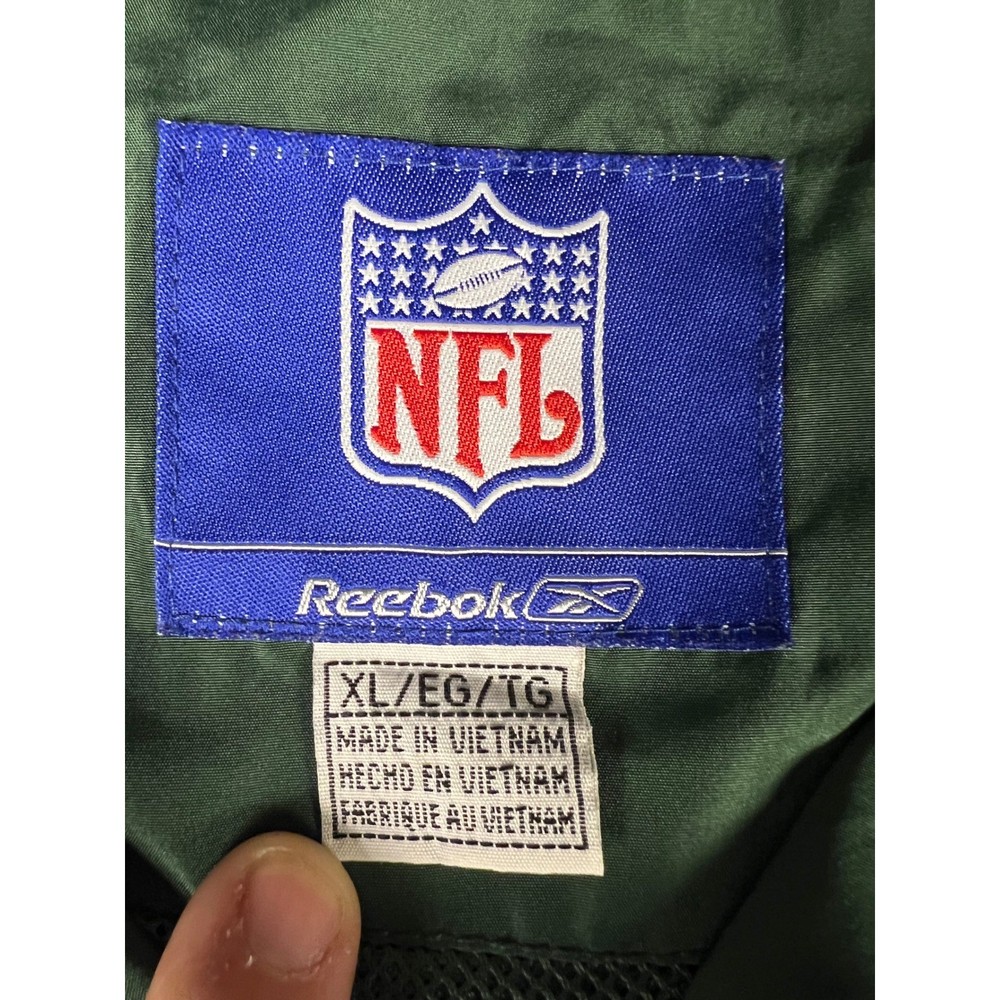 NFL
Reebok
XL/EG/TG
MADE IN VIETNAM
HECHO EN VIETNAM
FABRIQUE AU VIETNAM